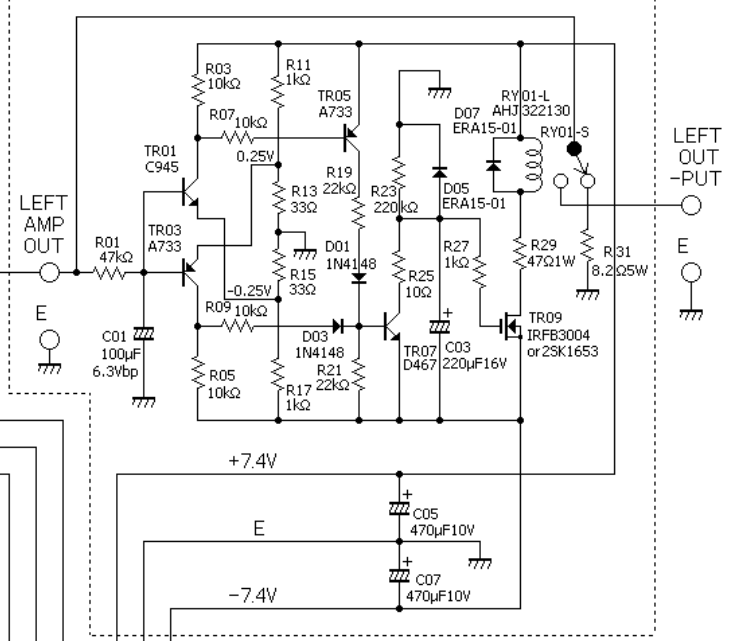 R03
10kΩ
R11
1kΩ
TR05
A733
RY01-L
AHJ322130
D07
ERA15-01
RY01-S
R07
10kΩ
TR01
C945
0.25V
R19
22kΩ
R23
220kΩ
D05
ERA15-01
LEFT
OUT
-PUT
LEFT
AMP
OUT
R01
47kΩ
TR03
A733
R13
33Ω
D01
1N4148
R27
1kΩ
R29
47Ω1W
R31
8.2Ω5W
E
-0.25V
R15
33Ω
R25
10Ω
E
C01
100µF
6.3Vbp
R09
10kΩ
D03
1N4148
TR07
D467
C03
220µF16V
TR09
IRFB3004
or2SK1653
R05
10kΩ
R17
1kΩ
R21
22kΩ
+
+7.4V
+
C05
470µF10V
E
+
C07
470µF10V
-7.4V